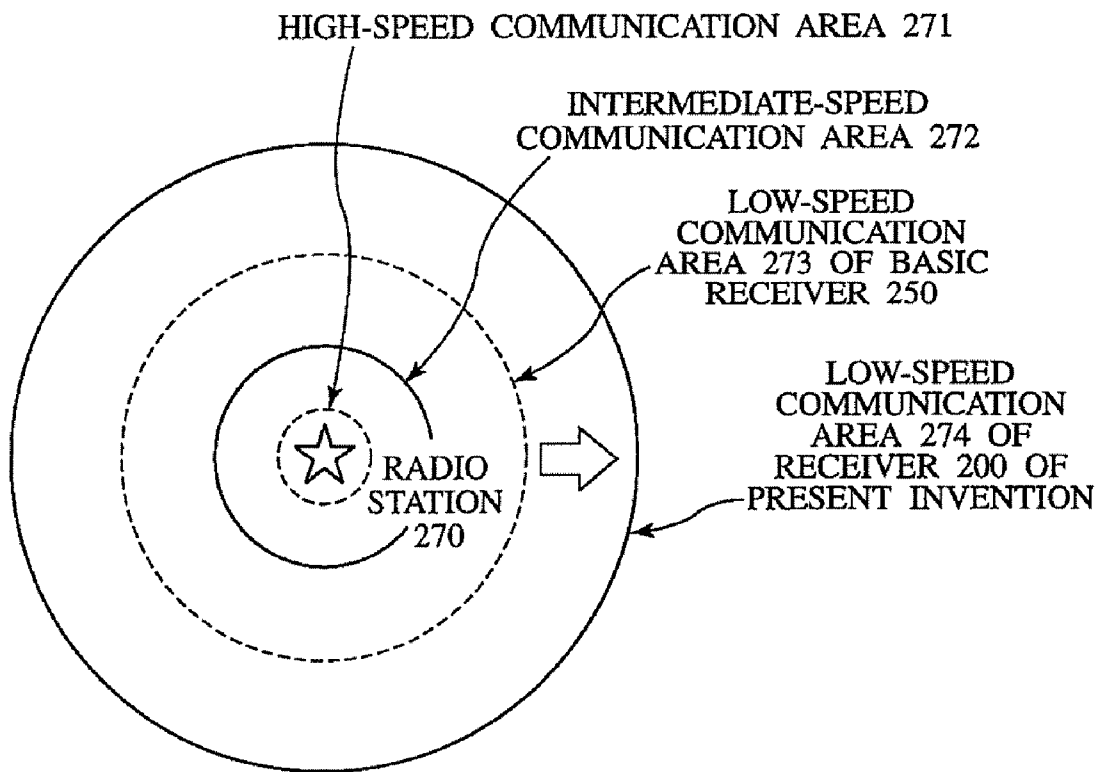 HIGH-SPEED COMMUNICATION AREA 271
INTERMEDIATE-SPEED
COMMUNICATION AREA 272
LOW-SPEED
COMMUNICATION
AREA 273 OF BASIC
RECEIVER 250
LOW-SPEED
COMMUNICATION
AREA 274 OF
RECEIVER 200 OF
PRESENT INVENTION
RADIO
STATION
270